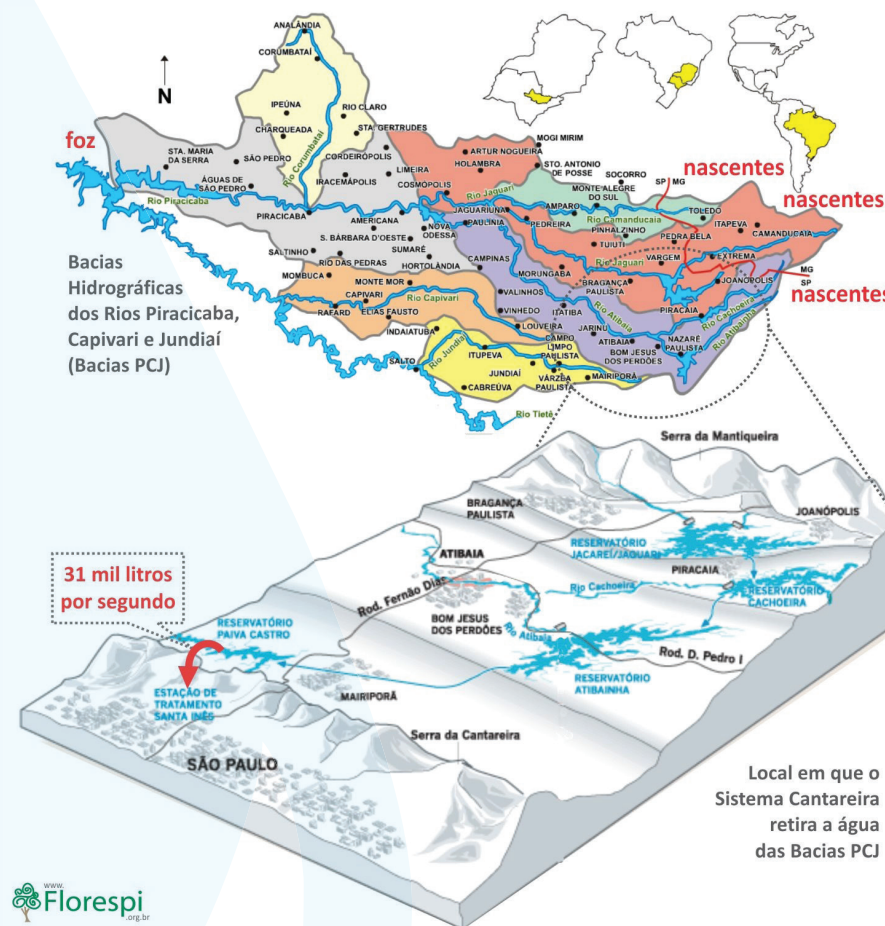 ANALÂNDIA
CORUMBATAÍ
N
IPEÚNA
RIO CLARO
CHARQUEADA
STA. GERTRUDES
foz
STA. MARIA
DA SERRA
SÃO PEDRO
CORDEIRÓPOLIS
Rio Corumbataí
LIMEIRA
IRACEMÁPOLIS
ÁGUAS DE
SÃO PEDRO
COSMÓPOLIS
ARTUR NOGUEIRA
HOLAMBRA
MOGI MIRIM
STO. ANTONIO
DE POSSE
SOCORRO
SP
MG
nascentes
MONTE ALEGRE
DO SUL
nascentes
Rio Piracicaba
PIRACICABA
AMERICANA
Rio Jaguari
JAGUARIÚNA
AMPARO
Rio Camanducaia
TOLEDO
ITAPEVA
CAMANDUCAIA
NOVA
ODESSA
PAULÍNIA
PEDREIRA
PINHALZINHO
PEDRA BELA
S. BÁRBARA D'OESTE
TUIUTÍ
SALTINHO
SUMARÉ
RIO DAS PEDRAS
HORTOLÂNDIA
CAMPINAS
Rio Jaguari
VARGEM
EXTREMA
MG
SP
nascentes
MOMBUCA
MONTE MOR
MORUNGABA
BRAGANÇA
PAULISTA
JOANÓPOLIS
CAPIVARI
Rio Capivari
VALINHOS
RAFARD
ELIAS FAUSTO
VINHEDO
ITATIBA
Rio Atibaia
PIRACAIA
Rio Cachoeira
Rio Atibainha
INDAIATUBA
LOUVEIRA
JARINU
ATIBAIA
NAZARÉ
PAULISTA
CAMPO
LIMPO
PAULISTA
BOM JESUS
DOS PERDÕES
SALTO
Rio Jundiaí
ITUPEVA
JUNDIAÍ
VÁRZEA
PAULISTA
MAIRIPORÃ
CABREÚVA
Rio Tietê
Bacias
Hidrográficas
dos Rios Piracicaba,
Capivari e Jundiaí
(Bacias PCJ)
Serra da Mantiqueira
BRAGANÇA
PAULISTA
JOANÓPOLIS
RESERVATÓRIO
JACAREÍ/JAGUARI
ATIBAIA
PIRACAIA
31 mil litros
por segundo
Rod. Fernão Dias
Rio Cachoeira
RESERVATÓRIO
CACHOEIRA
RESERVATÓRIO
PAIVA CASTRO
BOM JESUS
DOS PERDÕES
Rio Atibaia
Rod. D. Pedro I
RESERVATÓRIO
ATIBAINHA
ESTAÇÃO DE
TRATAMENTO
SANTA INÊS
MAIRIPORÃ
Serra da Cantareira
SÃO PAULO
Local em que o
Sistema Cantareira
retira a água
das Bacias PCJ
www.
Florespi
.org.br